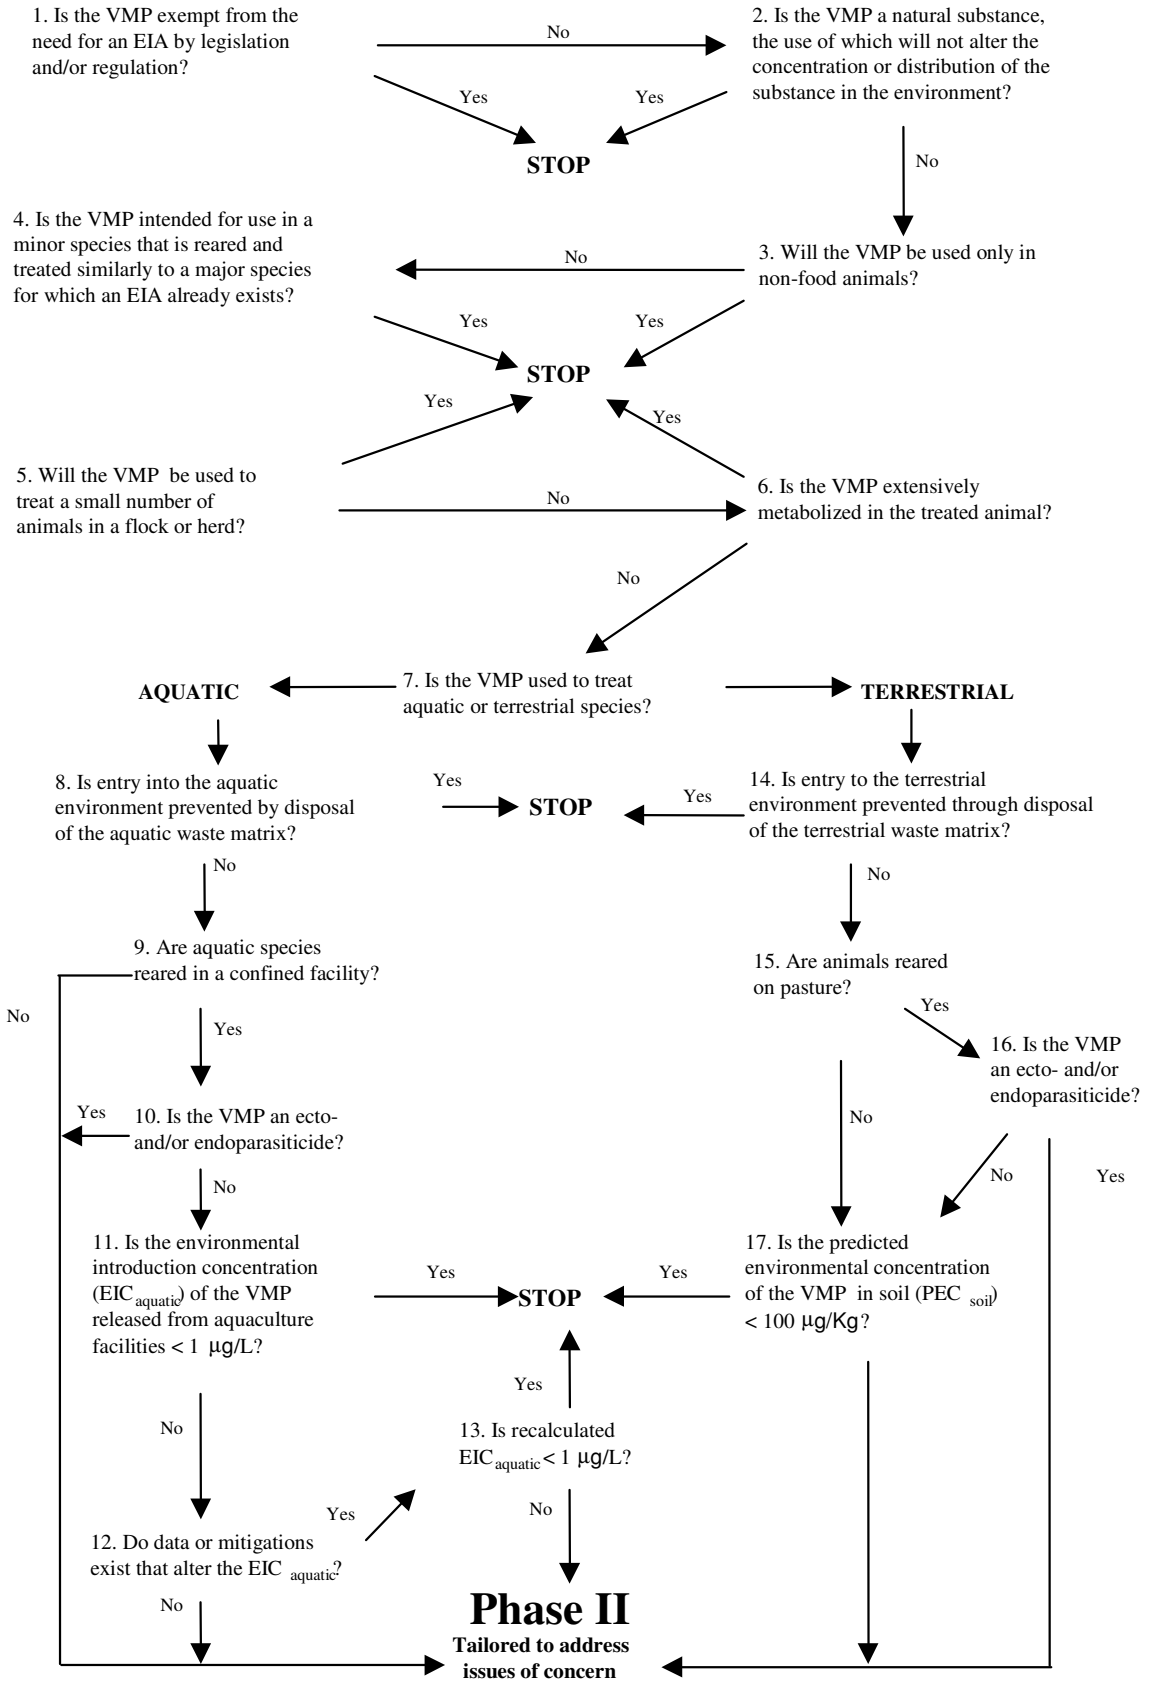 1. Is the VMP exempt from the
need for an EIA by legislation
and/or regulation?
No
2. Is the VMP a natural substance,
the use of which will not alter the
concentration or distribution of the
substance in the environment?
Yes
Yes
STOP
No
4. Is the VMP intended for use in a
minor species that is reared and
treated similarly to a major species
for which an EIA already exists?
No
3. Will the VMP be used only in
non-food animals?
Yes
Yes
STOP
Yes
Yes
5. Will the VMP be used to
treat a small number of
animals in a flock or herd?
No
6. Is the VMP extensively
metabolized in the treated animal?
No
AQUATIC
7. Is the VMP used to treat
aquatic or terrestrial species?
TERRESTRIAL
8. Is entry into the aquatic
environment prevented by disposal
of the aquatic waste matrix?
Yes
STOP
Yes
14. Is entry to the terrestrial
environment prevented through disposal
of the terrestrial waste matrix?
No
No
9. Are aquatic species
reared in a confined facility?
15. Are animals reared
on pasture?
No
Yes
Yes
16. Is the VMP
an ecto- and/or
endoparasiticide?
Yes
10. Is the VMP an ecto-
and/or endoparasiticide?
No
No
No
Yes
11. Is the environmental
introduction concentration
(EIC aquatic) of the VMP
released from aquaculture
facilities < 1 µg/L?
Yes
STOP
Yes
17. Is the predicted
environmental concentration
of the VMP in soil (PEC soil)
< 100 µg/Kg?
Yes
No
13. Is recalculated
EIC aquatic < 1 µg/L?
Yes
No
12. Do data or mitigations
exist that alter the EIC aquatic?
No
Phase II
Tailored to address
issues of concern